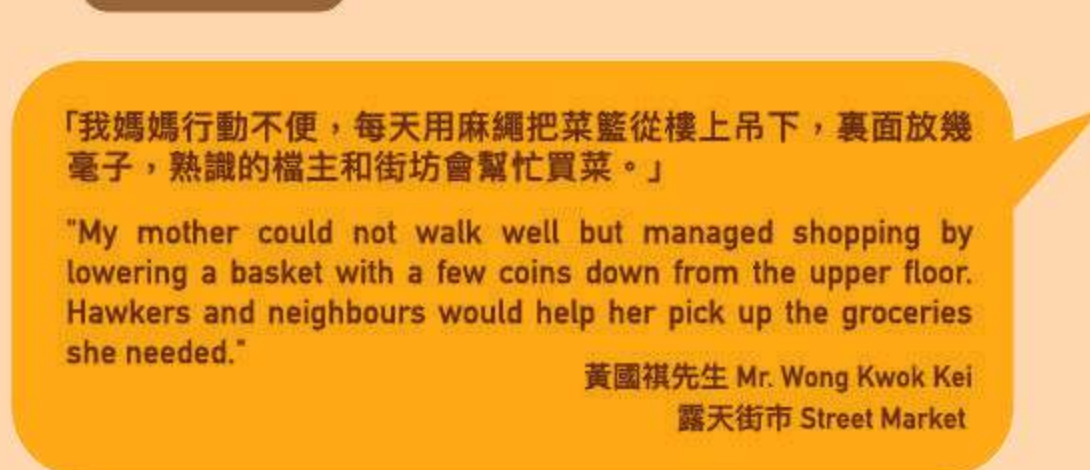 「我媽媽行動不便，每天用麻繩把菜籃從樓上吊下，裏面放幾
毫子，熟識的檔主和街坊會幫忙買菜。」
"My mother could not walk well but managed shopping by
lowering a basket with a few coins down from the upper floor.
Hawkers and neighbours would help her pick up the groceries
she needed."
黃國祺先生 Mr. Wong Kwok Kei
露天街市 Street Market